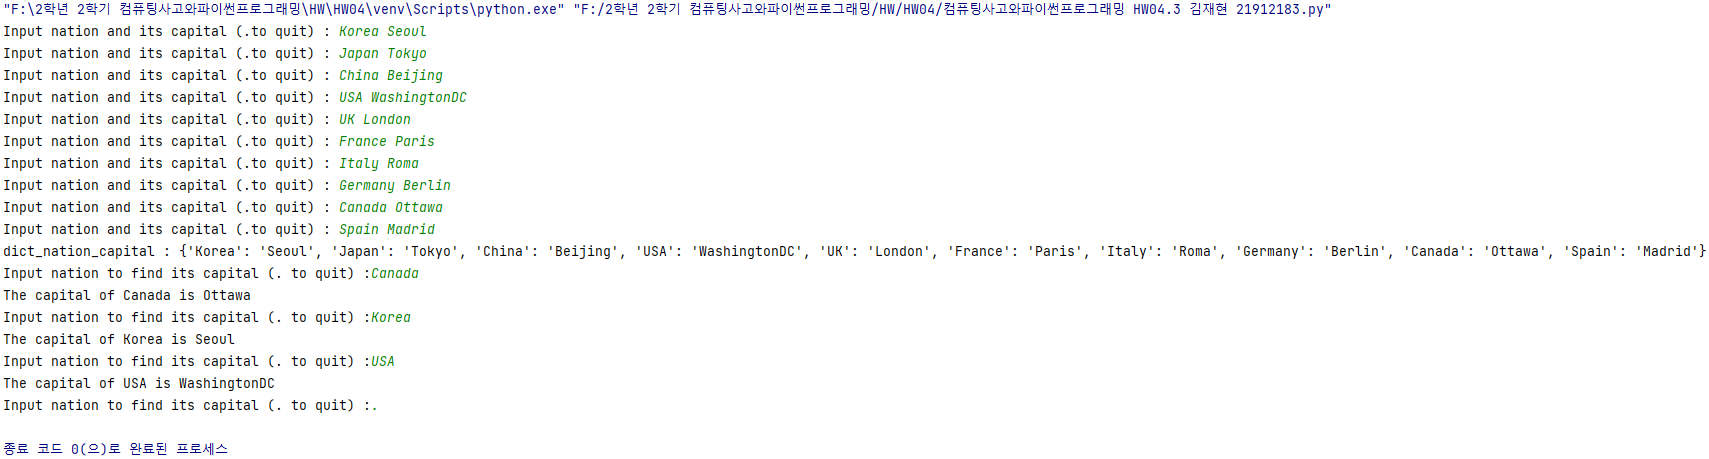 "F:\2학년 2학기 컴퓨팅사고와파이썬프로그래밍\HW\HW04\venv\Scripts\python.exe" "F:/2학년 2학기 컴퓨팅사고와파이썬프로그래밍/HW/HW04/컴퓨팅사고와파이썬프로그래밍 HW04.3 김재현 21912183.py"
Input nation and its capital (.to quit) : Korea Seoul
Input nation and its capital (.to quit) : Japan Tokyo
Input nation and its capital (.to quit) : China Beijing
Input nation and its capital (.to quit) : USA WashingtonDC
Input nation and its capital (.to quit) : UK London
Input nation and its capital (.to quit) : France Paris
Input nation and its capital (.to quit) : Italy Roma
Input nation and its capital (.to quit) : Germany Berlin
Input nation and its capital (.to quit) : Canada Ottawa
Input nation and its capital (.to quit) : Spain Madrid
dict_nation_capital : {'Korea': 'Seoul', 'Japan': 'Tokyo', 'China': 'Beijing', 'USA': 'WashingtonDC', 'UK': 'London', 'France': 'Paris', 'Italy': 'Roma', 'Germany': 'Berlin', 'Canada': 'Ottawa', 'Spain': 'Madrid'}
Input nation to find its capital (. to quit) :Canada
The capital of Canada is Ottawa
Input nation to find its capital (. to quit) :Korea
The capital of Korea is Seoul
Input nation to find its capital (. to quit) :USA
The capital of USA is WashingtonDC
Input nation to find its capital (. to quit) :.
종료 코드 0(으)로 완료된 프로세스